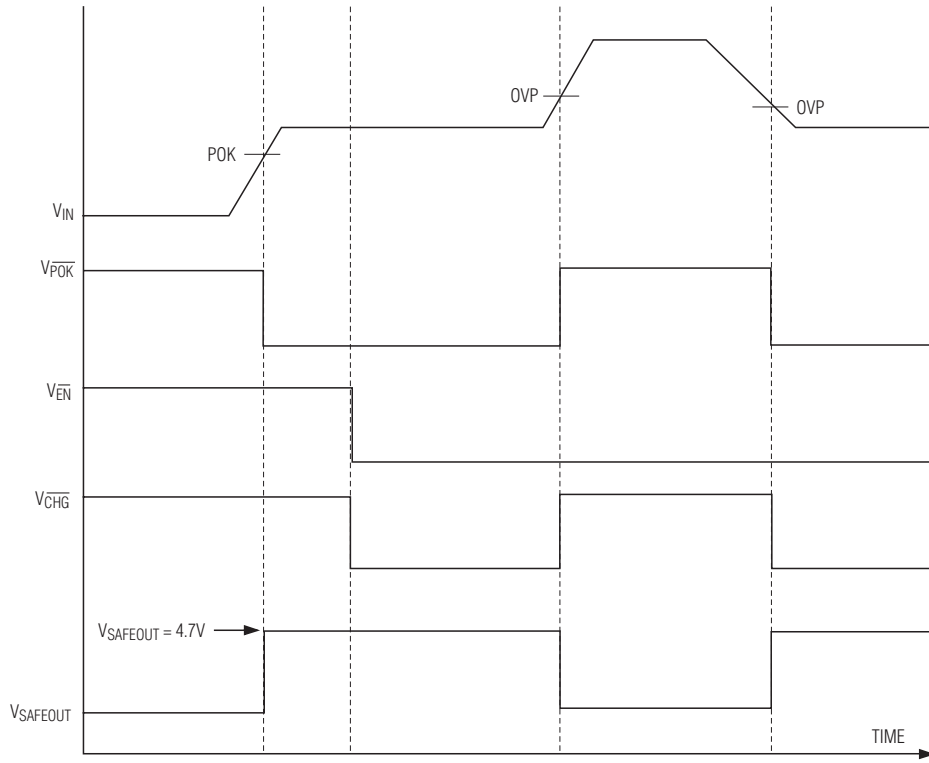 OVP
OVP
POK
VIN
VPOK
VEN
VCHG
VSAFEOUT = 4.7V
VSAFEOUT
TIME